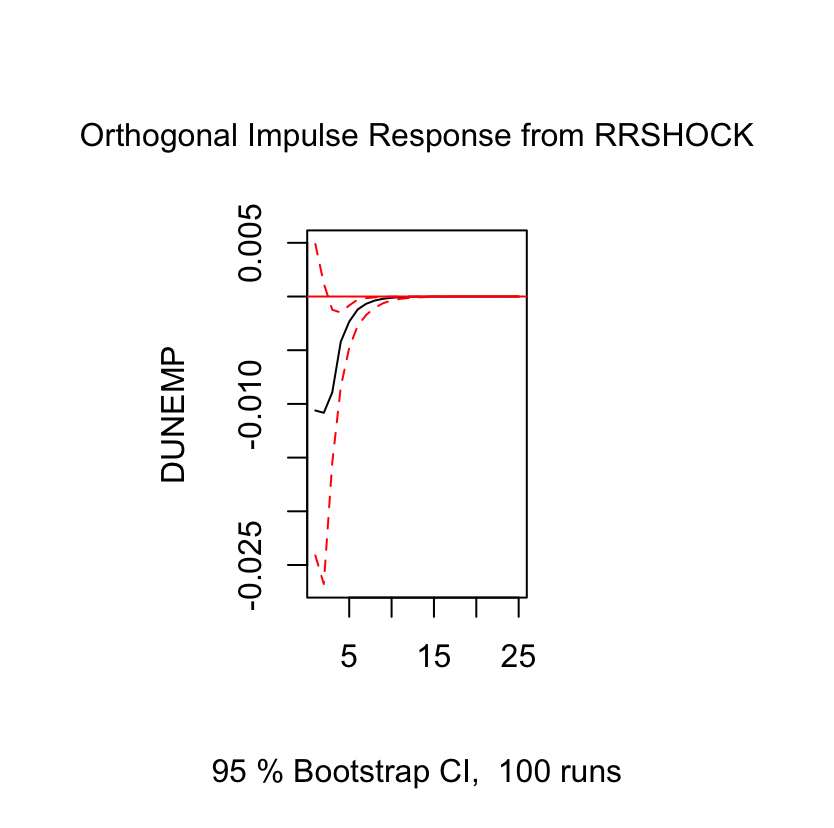 Orthogonal Impulse Response from RRSHOCK
DUNEMP
0.005
-0.010
-0.025
5 15 25
95 % Bootstrap CI,  100 runs